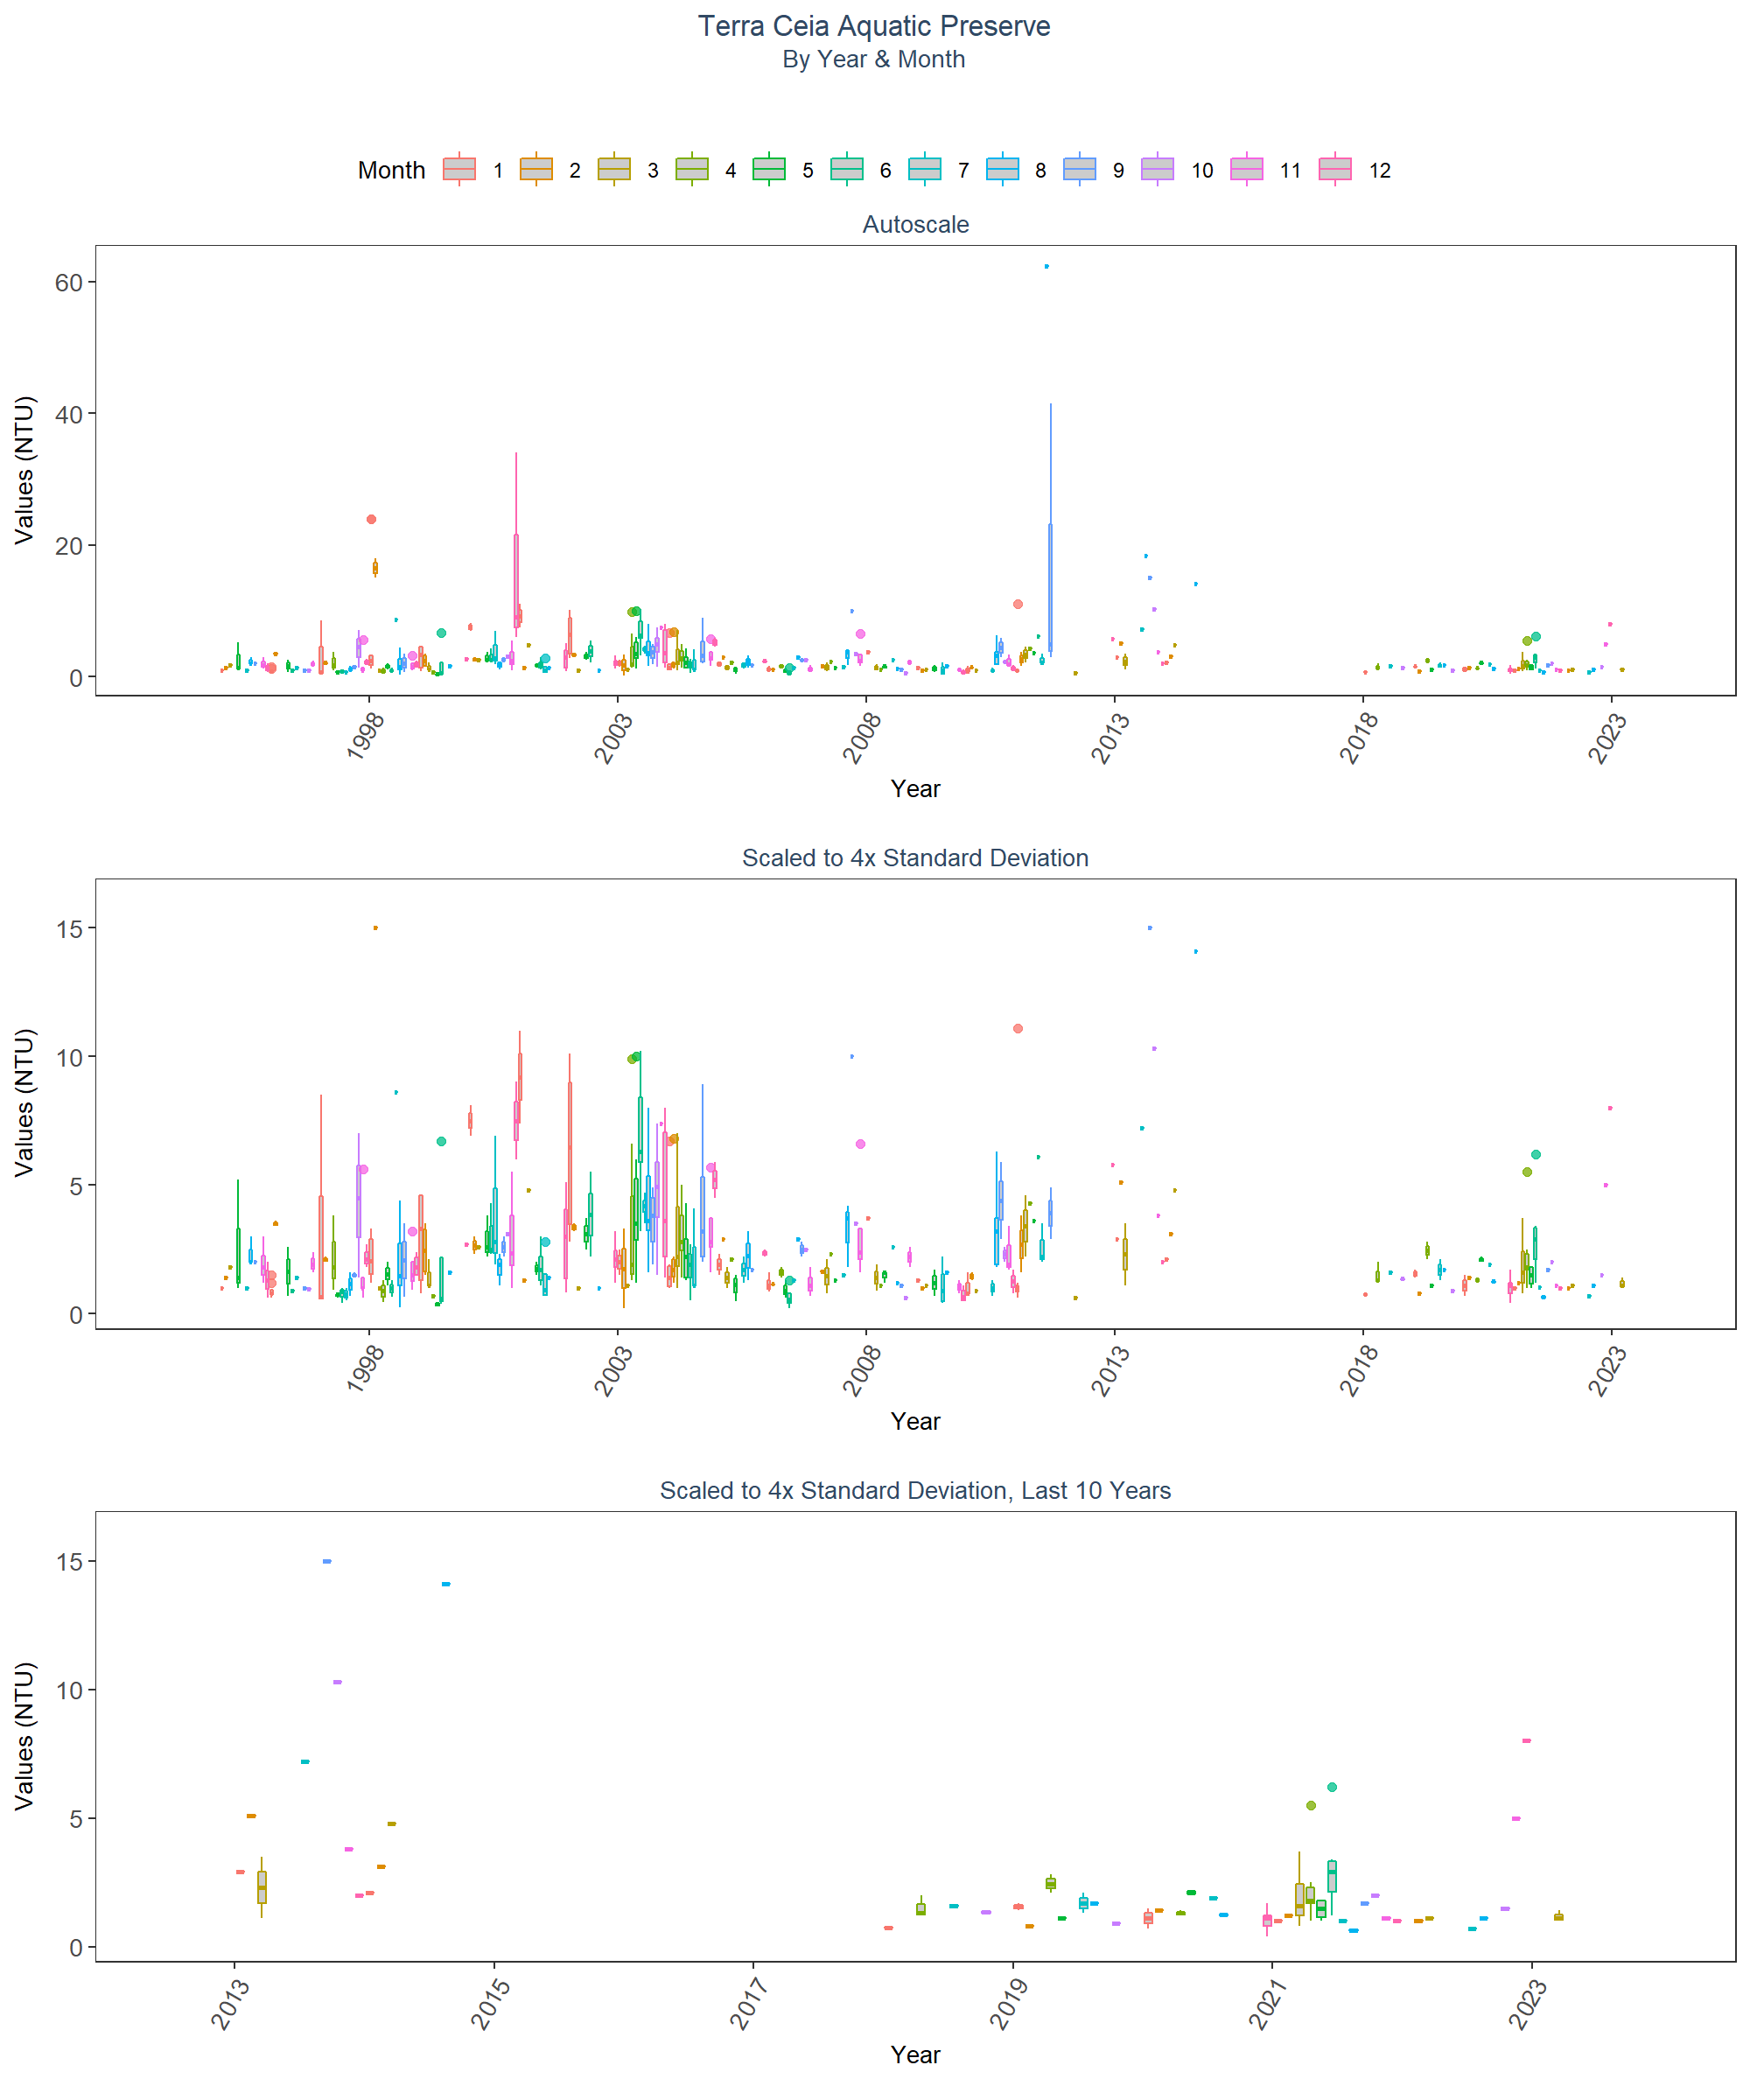 Terra Ceia Aquatic Preserve
By Year & Month
Month 1 2 3 4 5 6 7 8 9 10 11 12
Autoscale
Values (NTU)
60
40
20
0
1998 2003 2008 2013 2018 2023
Year
Scaled to 4x Standard Deviation
Values (NTU)
15
10
5
0
1998 2003 2008 2013 2018 2023
Year
Scaled to 4x Standard Deviation, Last 10 Years
Values (NTU)
15
10
5
0
2013 2015 2017 2019 2021 2023
Year